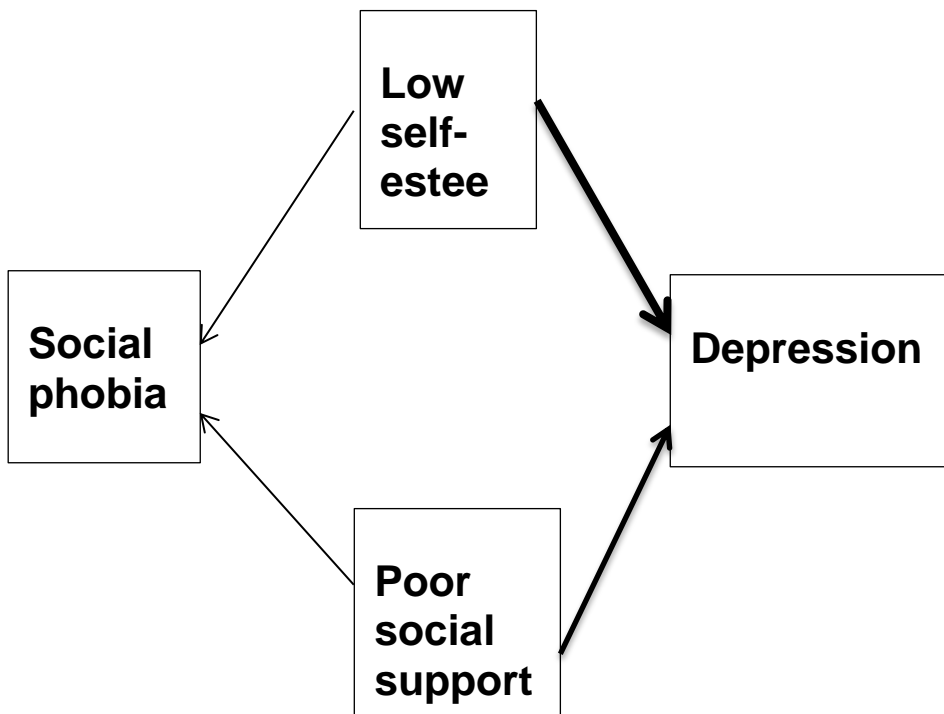 Low
self-
estee
Social
phobia
Depression
Poor
social
support